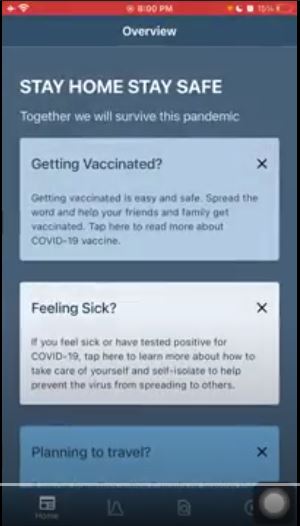 8:00 PM 15%
Overview
STAY HOME STAY SAFE
Together we will survive this pandemic
Getting Vaccinated? ×
Getting vaccinated is easy and safe. Spread the
word and help your friends and family get
vaccinated. Tap here to read more about
COVID-19 vaccine.
Feeling Sick? ×
If you feel sick or have tested positive for
COVID-19, tap here to learn more about how to
take care of yourself and self-isolate to help
prevent the virus from spreading to others.
Planning to travel? ×
Home